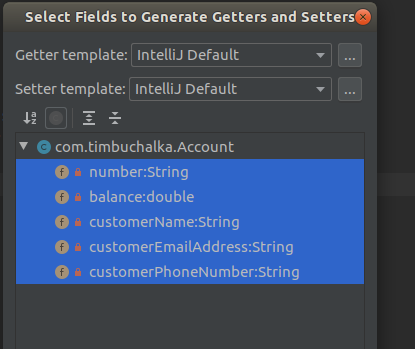 Select Fields to Generate Getters and Setters
Getter template: IntelliJ Default ...
Setter template: IntelliJ Default ...
com.timbuchalka.Account
number:String
balance:double
customerName:String
customerEmailAddress:String
customerPhoneNumber:String